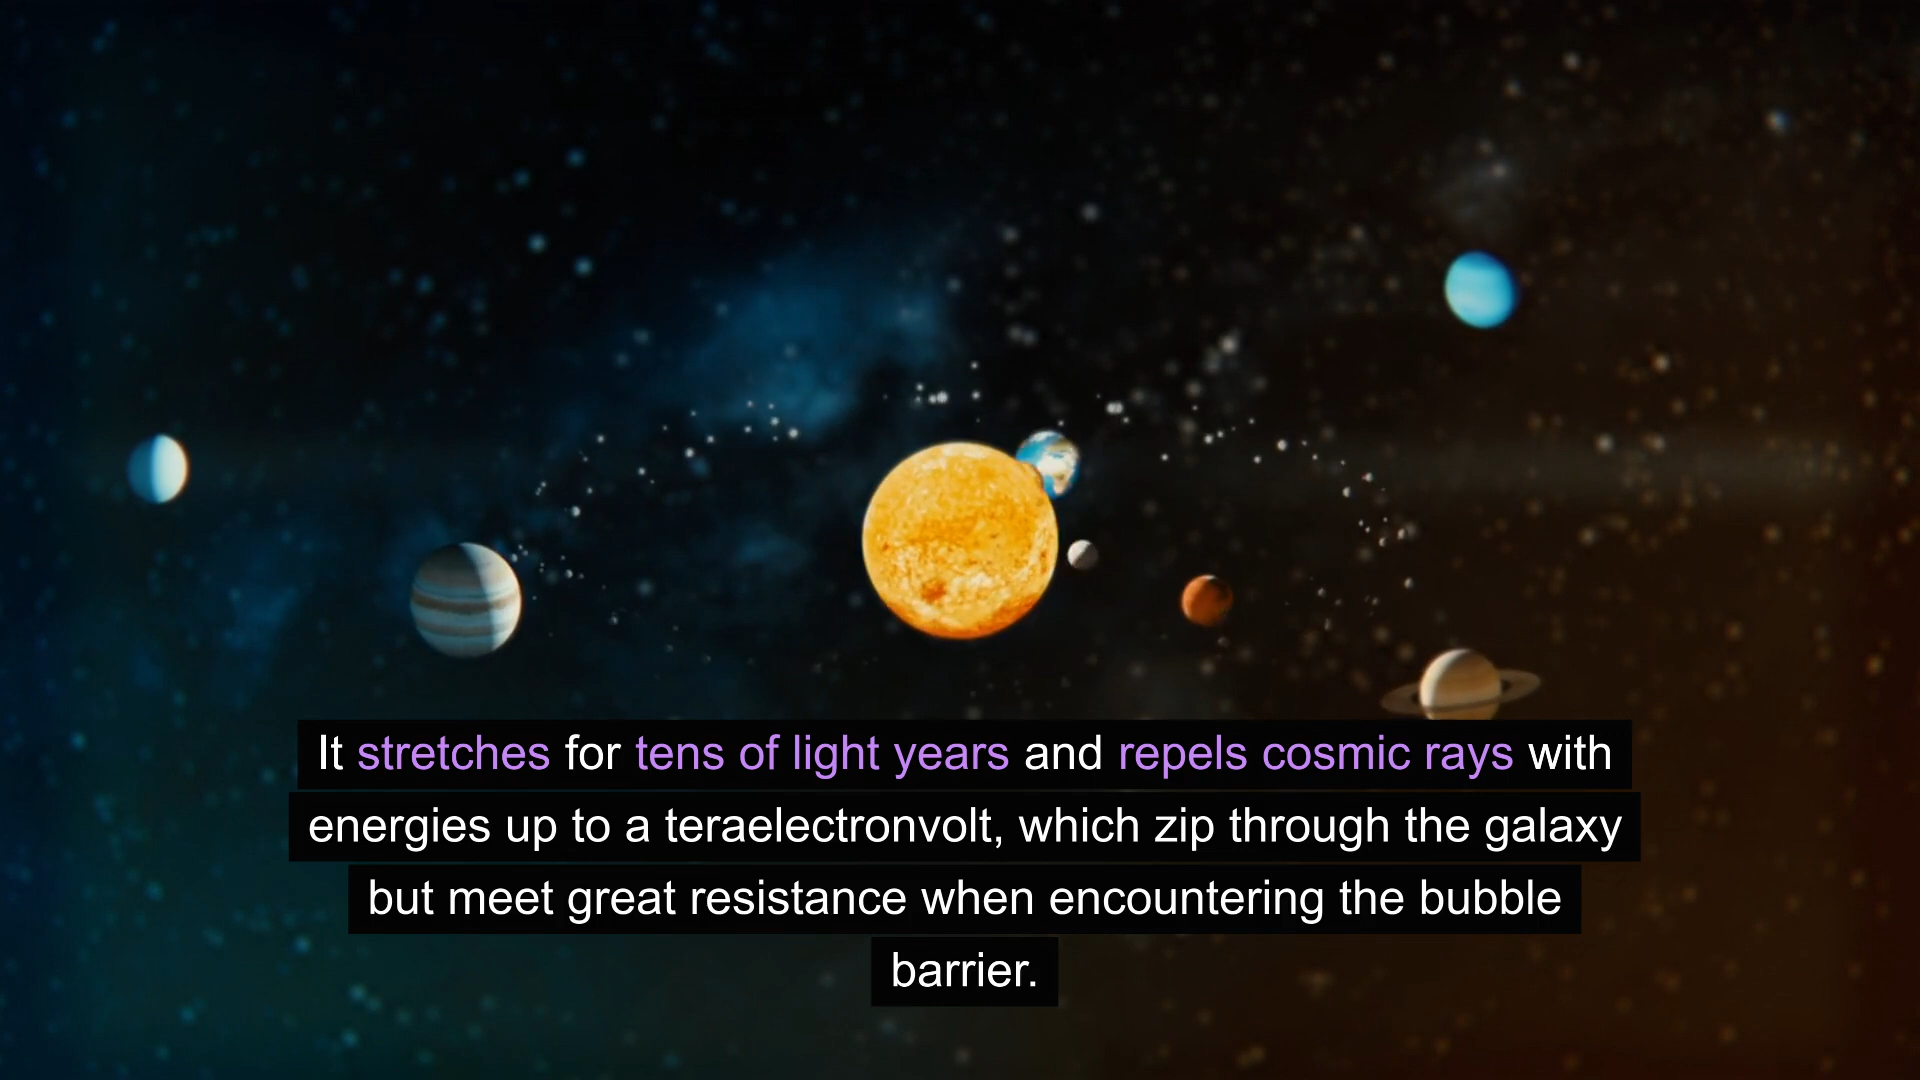 It stretches for tens of light years and repels cosmic rays with
energies up to a teraelectronvolt, which zip through the galaxy
but meet great resistance when encountering the bubble
barrier.